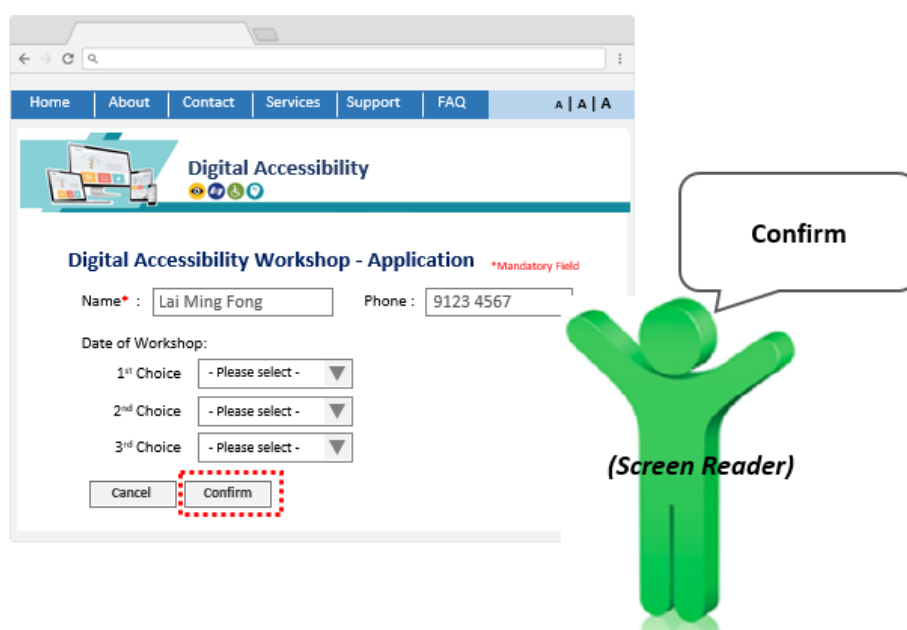 Home About Contact Services Support FAQ A | A | A
Digital Accessibility
Digital Accessibility Workshop - Application *Mandatory Field
Name* : Lai Ming Fong Phone : 9123 4567
Date of Workshop:
1st Choice - Please select -
2nd Choice - Please select -
3rd Choice - Please select -
Cancel Confirm
Confirm
(Screen Reader)